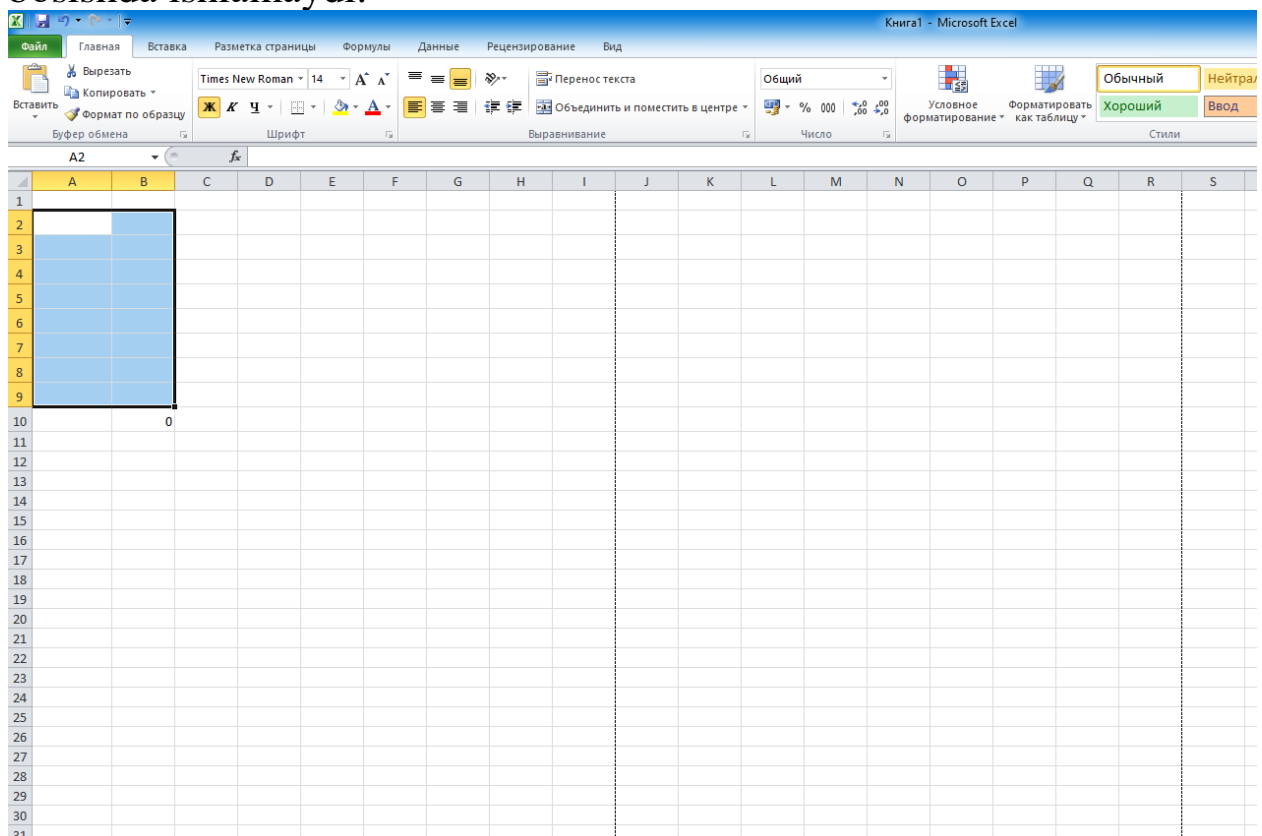 Книга1 - Microsoft Excel
Файл Главная Вставка Разметка страницы Формулы Данные Рецензирование Вид
Вставить
Вырезать
Копировать
Формат по образцу
Буфер обмена
Times New Roman 14
Ж К Ч
Шрифт
Перенос текста
Объединить и поместить в центре
Выравнивание
Общий
% 000
Число
Условное форматирование
Форматировать как таблицу
Обычный
Хороший
Ввод
Стили
A2 fx
A B C D E F G H I J K L M N O P Q R S
1
2
3
4
5
6
7
8
9
10 0
11
12
13
14
15
16
17
18
19
20
21
22
23
24
25
26
27
28
29
30